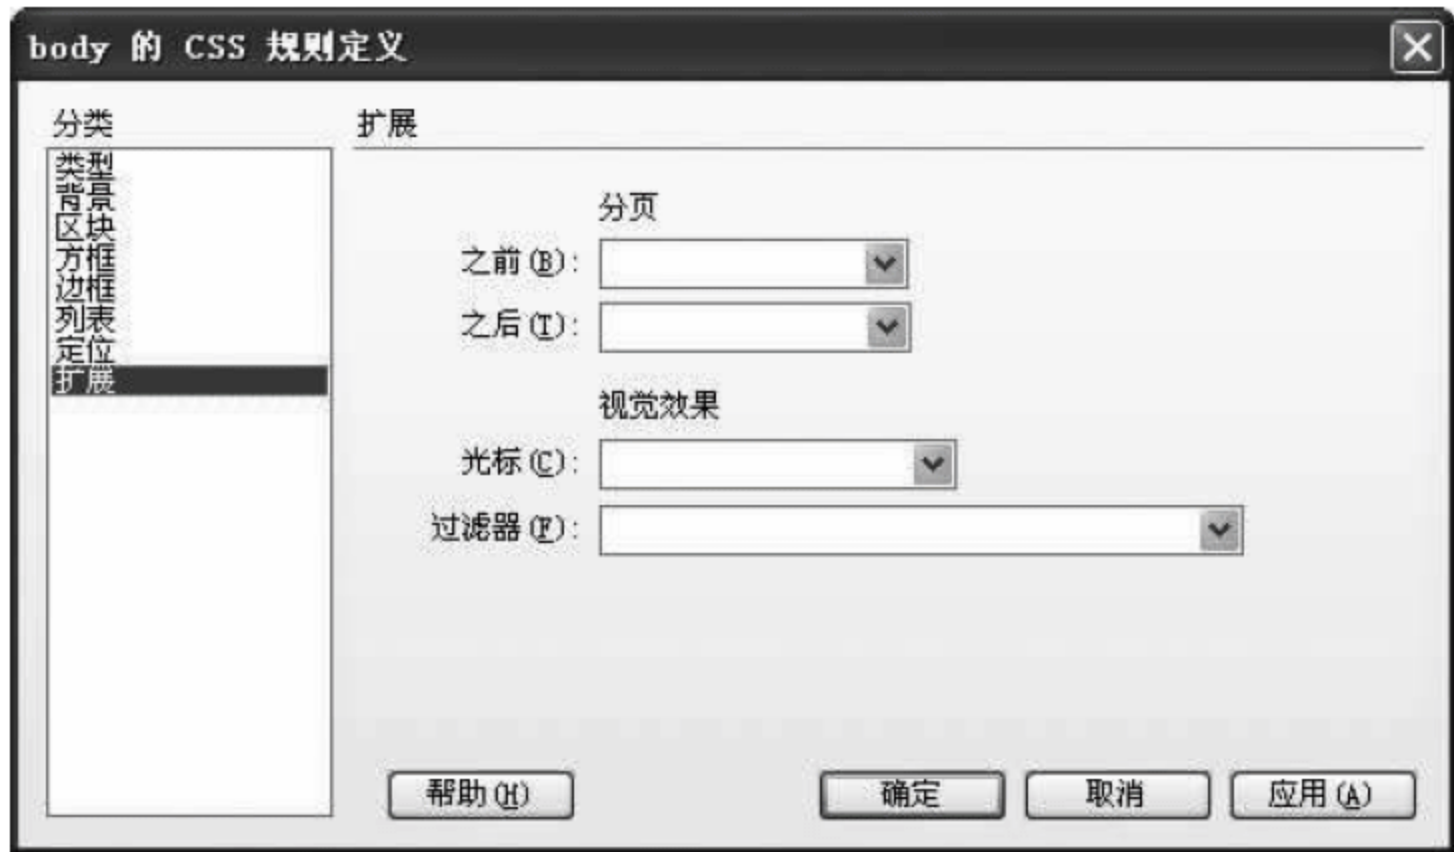 body 的 CSS 规则定义
分类
类型
背景
区块
方框
边框
列表
定位
扩展
扩展
分页
之前(B):
之后(T):
视觉效果
光标(C):
过滤器(F):
帮助(H)
确定
取消
应用(A)